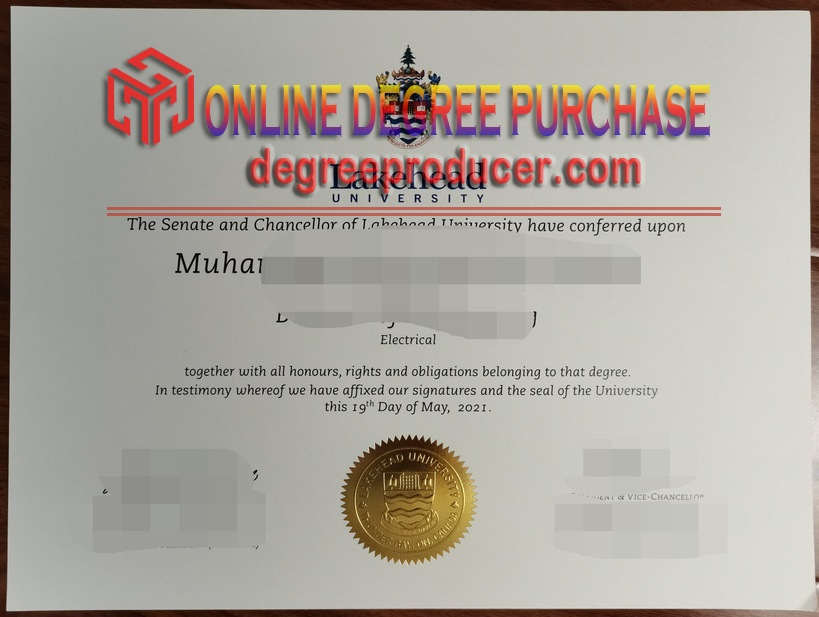 ONLINE DEGREE PURCHASE
degreeproducer.com
Lakehead
UNIVERSITY
The Senate and Chancellor of Lakehead University have conferred upon
Electrical
together with all honours, rights and obligations belonging to that degree.
In testimony whereof we have affixed our signatures and the seal of the University
this 19th Day of May, 2021.
LAKEHEAD UNIVERSITY
& VICE-CHANCELLOR